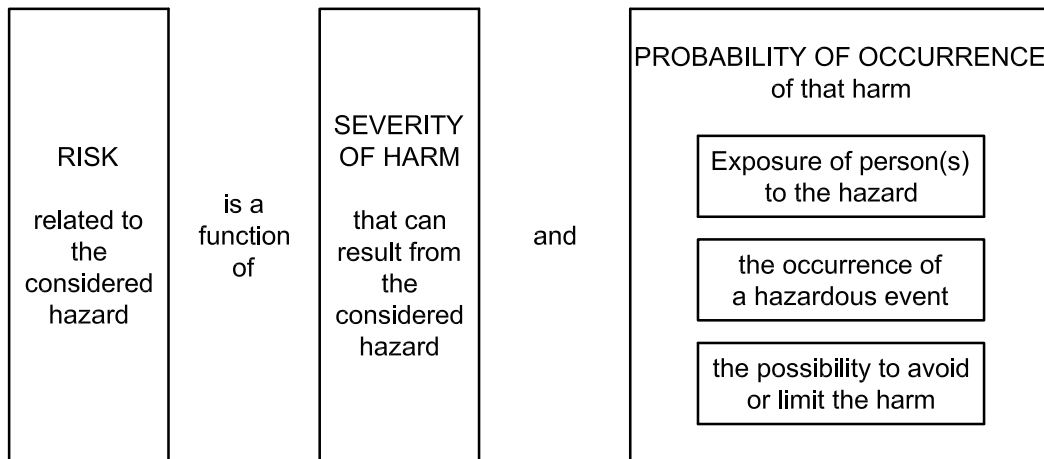 RISK
related to
the
considered
hazard
is a
function
of
SEVERITY
OF HARM
that can
result from
the
considered
hazard
and
PROBABILITY OF OCCURRENCE
of that harm
Exposure of person(s)
to the hazard
the occurrence of
a hazardous event
the possibility to avoid
or limit the harm